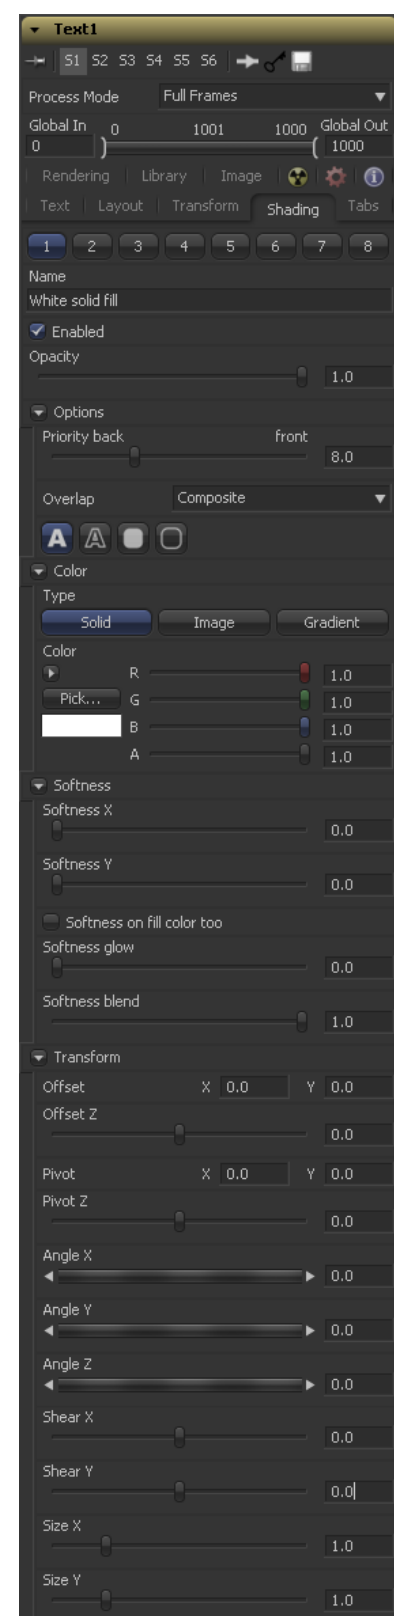 Text1
S1 S2 S3 S4 S5 S6
Process Mode Full Frames
Global In 0 1001 1000 Global Out
0 1000
Rendering Library Image
Text Layout Transform Shading Tabs
1 2 3 4 5 6 7 8
Name
White solid fill
Enabled
Opacity
1.0
Options
Priority back front
8.0
Overlap Composite
A A
Color
Type
Solid Image Gradient
Color
R 1.0
Pick... G 1.0
B 1.0
A 1.0
Softness
Softness X
0.0
Softness Y
0.0
Softness on fill color too
Softness glow
0.0
Softness blend
1.0
Transform
Offset X 0.0 Y 0.0
Offset Z
0.0
Pivot X 0.0 Y 0.0
Pivot Z
0.0
Angle X
0.0
Angle Y
0.0
Angle Z
0.0
Shear X
0.0
Shear Y
0.0
Size X
1.0
Size Y
1.0